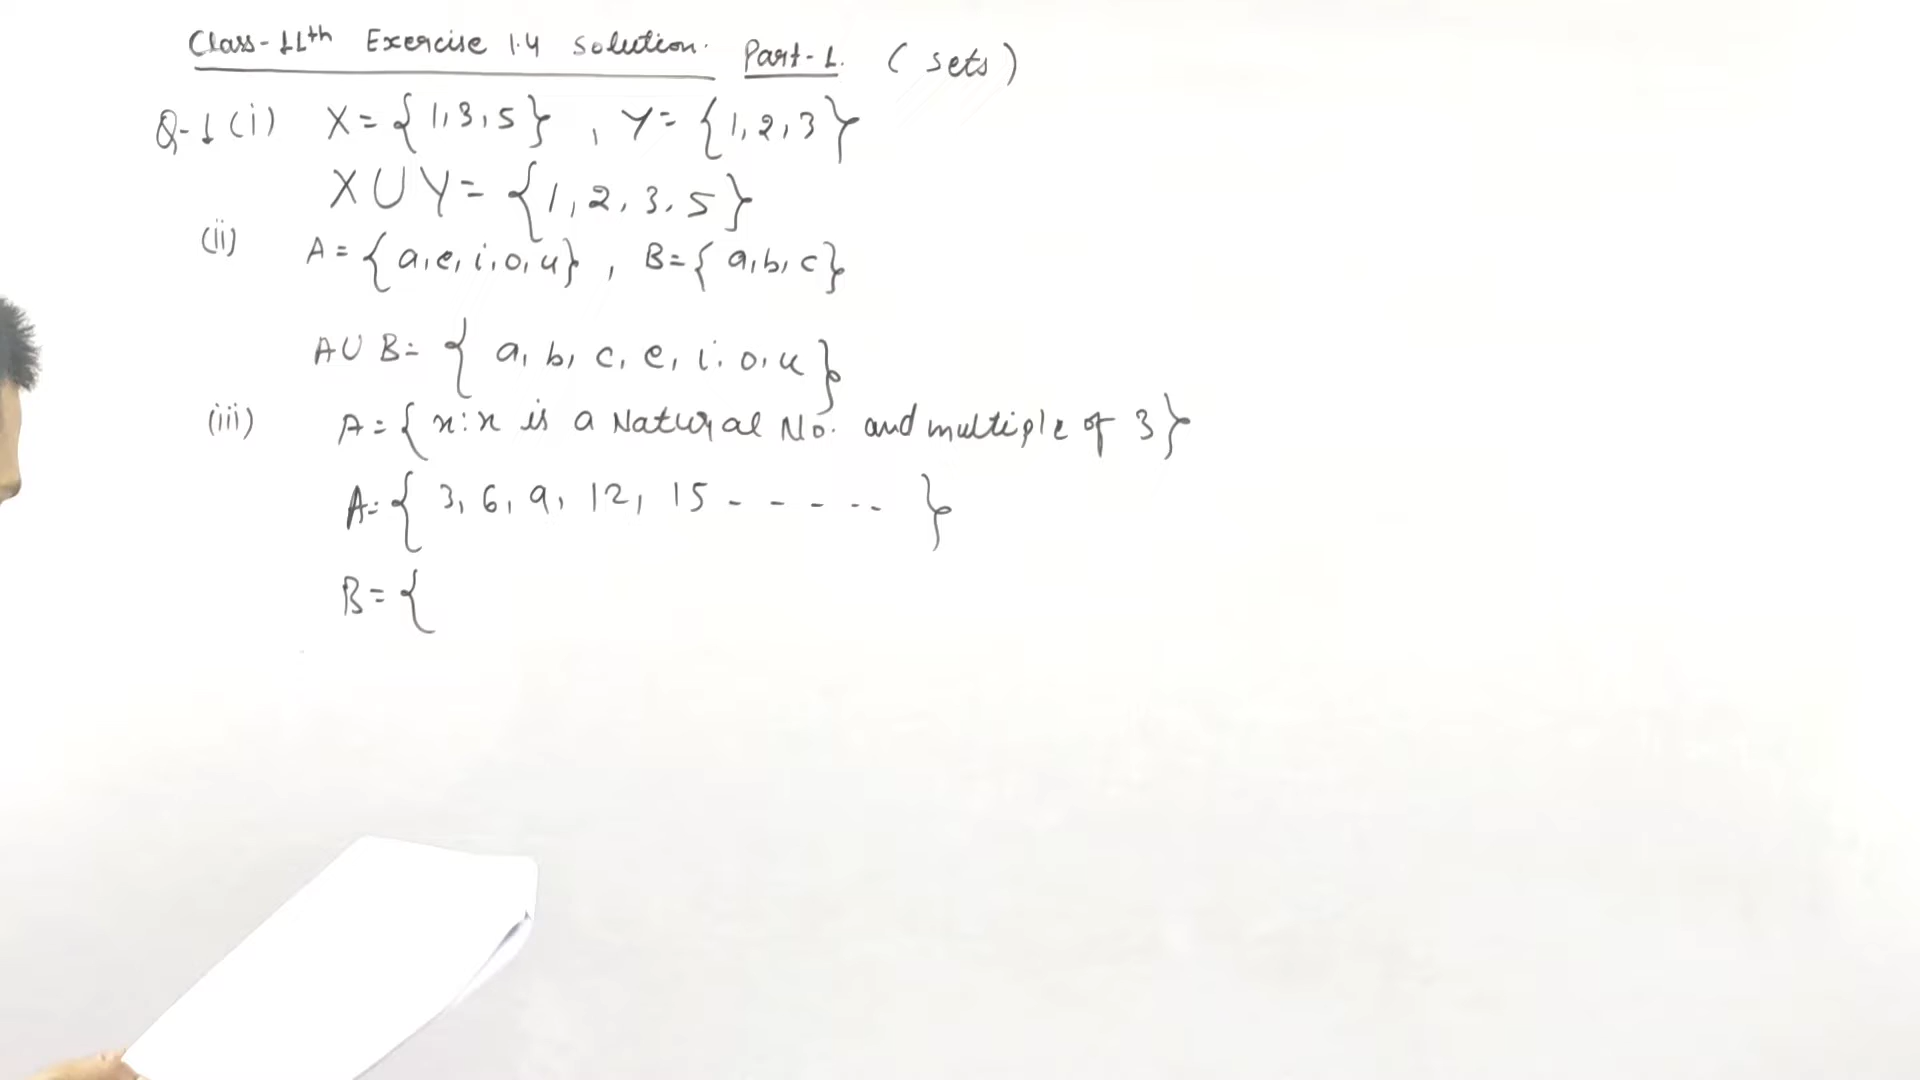 Class-11th Exercise 1.4 solution. Part-1. (sets)
Q-1 (i) X = {1,3,5} , Y = {1,2,3}
X∪Y = {1,2,3,5}
(ii) A = {a,e,i,o,u} , B = {a,b,c}
A∪B = {a, b, c, e, i, o, u}
(iii) A = {x:x is a Natural No. and multiple of 3}
A = {3, 6, 9, 12, 15 - - - - -- }
B = {